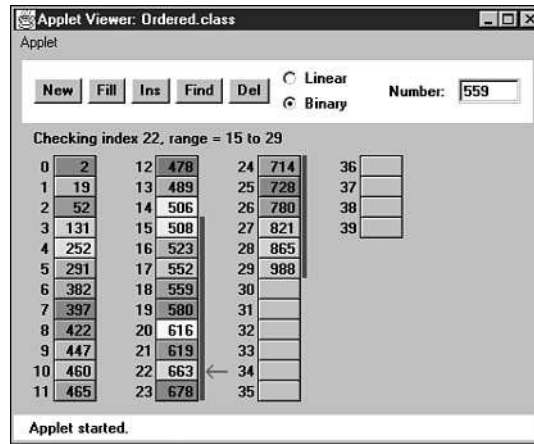 Applet Viewer: Ordered.class
Applet
New Fill Ins Find Del Linear Binary Number: 559
Checking index 22, range = 15 to 29
0 2 12 478 24 714 36
1 19 13 489 25 728 37
2 52 14 506 26 780 38
3 131 15 508 27 821 39
4 252 16 523 28 865
5 291 17 552 29 988
6 382 18 559 30
7 397 19 580 31
8 422 20 616 32
9 447 21 619 33
10 460 22 663 34
11 465 23 678 35
Applet started.